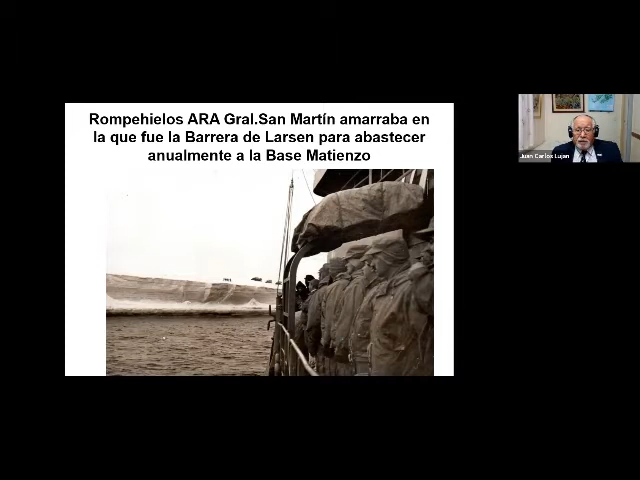 Rompehielos ARA Gral.San Martín amarraba en
la que fue la Barrera de Larsen para abastecer
anualmente a la Base Matienzo
Juan Carlos Lujan